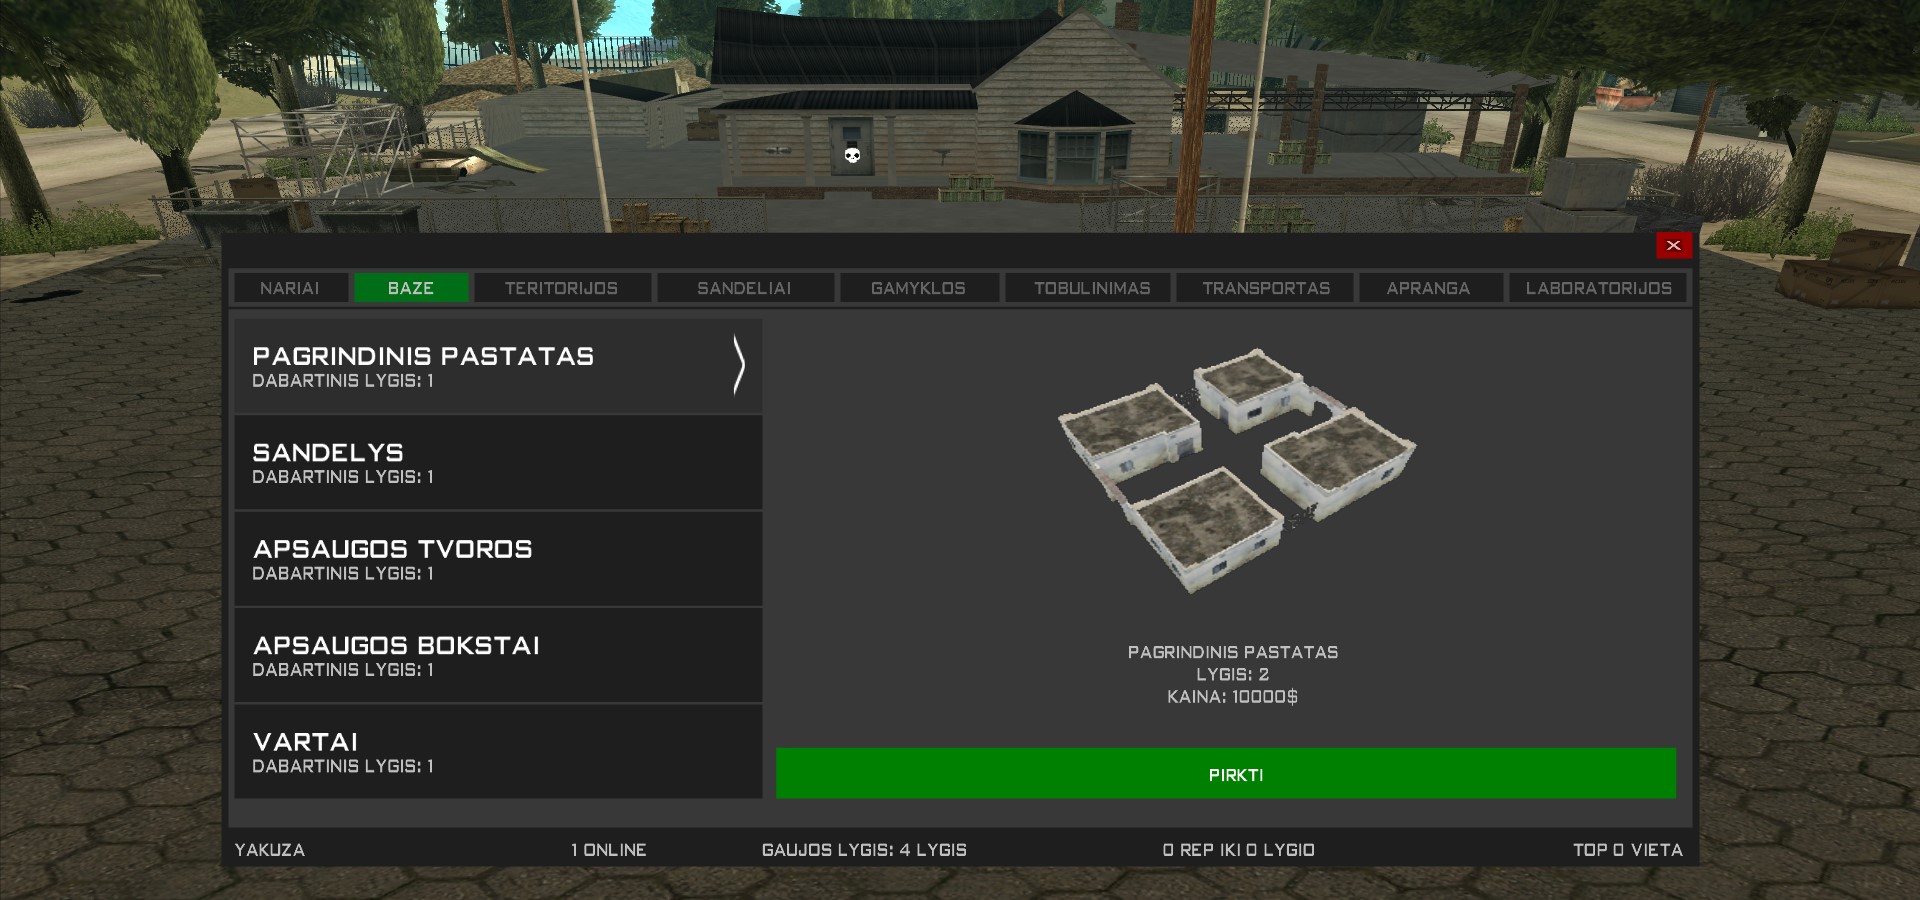 X
NARIAI
BAZE
TERITORIJOS
SANDELIAI
GAMYKLOS
TOBULINIMAS
TRANSPORTAS
APRANGA
LABORATORIJOS
PAGRINDINIS PASTATAS
DABARTINIS LYGIS: 1
SANDELYS
DABARTINIS LYGIS: 1
APSAUGOS TVOROS
DABARTINIS LYGIS: 1
APSAUGOS BOKSTAI
DABARTINIS LYGIS: 1
VARTAI
DABARTINIS LYGIS: 1
PAGRINDINIS PASTATAS
LYGIS: 2
KAINA: 10000$
PIRKTI
YAKUZA
1 ONLINE
GAUJOS LYGIS: 4 LYGIS
0 REP IKI 0 LYGIO
TOP 0 VIETA